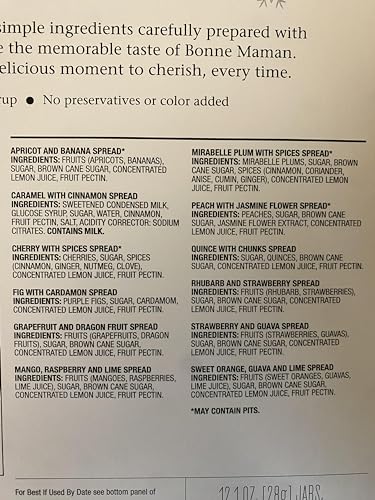 simple ingredients carefully prepared with
the memorable taste of Bonne Maman.
elicious moment to cherish, every time.
rup ● No preservatives or color added
APRICOT AND BANANA SPREAD*
INGREDIENTS: FRUITS (APRICOTS, BANANAS),
SUGAR, BROWN CANE SUGAR, CONCENTRATED
LEMON JUICE, FRUIT PECTIN.
CARAMEL WITH CINNAMON SPREAD
INGREDIENTS: SWEETENED CONDENSED MILK,
GLUCOSE SYRUP, SUGAR, WATER, CINNAMON,
FRUIT PECTIN, SALT, ACIDITY CORRECTOR: SODIUM
CITRATES. CONTAINS MILK.
CHERRY WITH SPICES SPREAD*
INGREDIENTS: CHERRIES, SUGAR, SPICES
(CINNAMON, GINGER, NUTMEG, CLOVE),
CONCENTRATED LEMON JUICE, FRUIT PECTIN.
FIG WITH CARDAMON SPREAD
INGREDIENTS: PURPLE FIGS, SUGAR, CARDAMOM,
CONCENTRATED LEMON JUICE, FRUIT PECTIN.
GRAPEFRUIT AND DRAGON FRUIT SPREAD
INGREDIENTS: FRUITS (GRAPEFRUITS, DRAGON
FRUITS), SUGAR, BROWN CANE SUGAR,
CONCENTRATED LEMON JUICE, FRUIT PECTIN.
MANGO, RASPBERRY AND LIME SPREAD
INGREDIENTS: FRUITS (MANGOES, RASPBERRIES,
LIME JUICE), SUGAR, BROWN CANE SUGAR,
CONCENTRATED LEMON JUICE, FRUIT PECTIN.
MIRABELLE PLUM WITH SPICES SPREAD*
INGREDIENTS: MIRABELLE PLUMS, SUGAR, BROWN
CANE SUGAR, SPICES (CINNAMON, CORIANDER,
ANISE, CUMIN, GINGER), CONCENTRATED LEMON
JUICE, FRUIT PECTIN.
PEACH WITH JASMINE FLOWER SPREAD*
INGREDIENTS: PEACHES, SUGAR, BROWN CANE
SUGAR, JASMINE FLOWER EXTRACT, CONCENTRATED
LEMON JUICE, FRUIT PECTIN.
QUINCE WITH CHUNKS SPREAD
INGREDIENTS: SUGAR, QUINCES, BROWN CANE
SUGAR, CONCENTRATED LEMON JUICE, FRUIT PECTIN.
RHUBARB AND STRAWBERRY SPREAD
INGREDIENTS: FRUITS (RHUBARB, STRAWBERRIES),
SUGAR, BROWN CANE SUGAR, CONCENTRATED
LEMON JUICE, FRUIT PECTIN.
STRAWBERRY AND GUAVA SPREAD
INGREDIENTS: FRUITS (STRAWBERRIES, GUAVAS),
SUGAR, BROWN CANE SUGAR, CONCENTRATED
LEMON JUICE, FRUIT PECTIN.
SWEET ORANGE, GUAVA AND LIME SPREAD
INGREDIENTS: FRUITS (SWEET ORANGES, GUAVAS,
LIME JUICE), SUGAR, BROWN CANE SUGAR,
CONCENTRATED LEMON JUICE, FRUIT PECTIN.
*MAY CONTAIN PITS.
For Best if Used By Date see bottom panel of
12 1 OZ. (28g) JARS